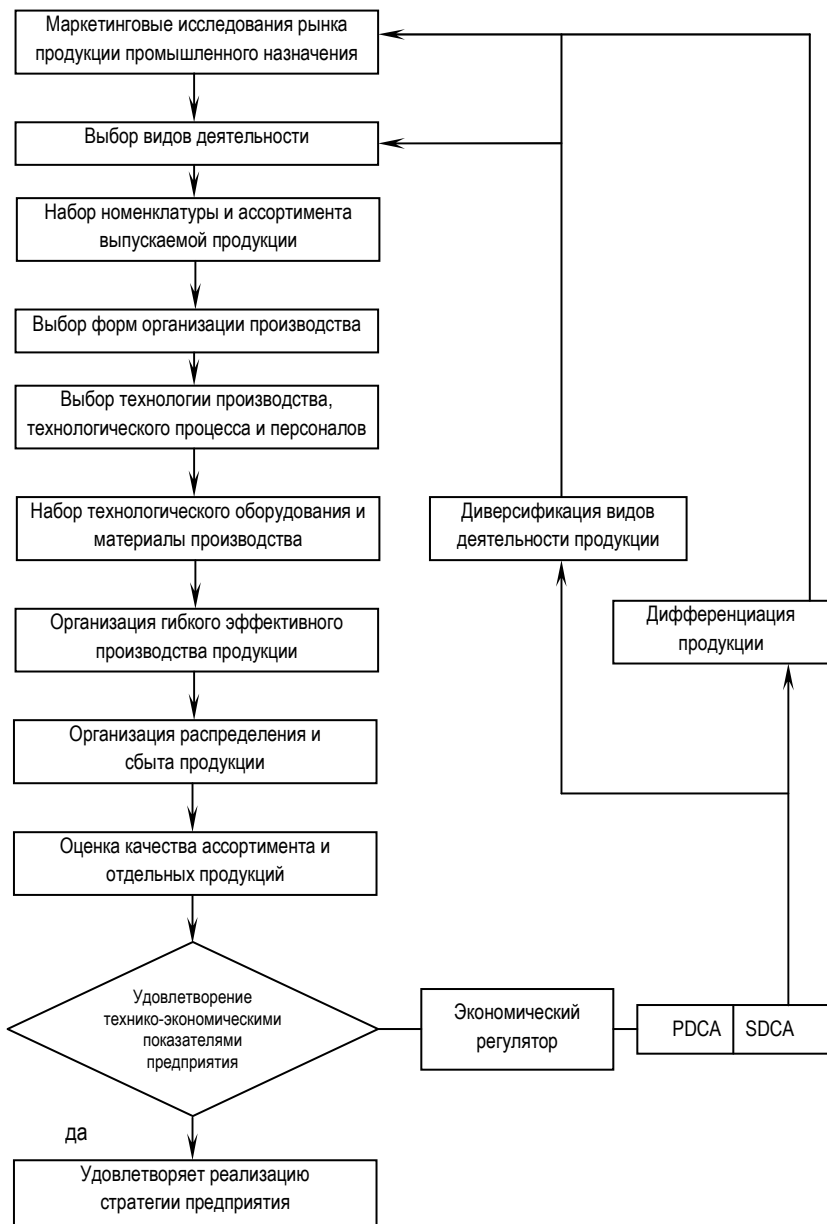 Маркетинговые исследования рынка
продукции промышленного назначения
Выбор видов деятельности
Набор номенклатуры и ассортимента
выпускаемой продукции
Выбор форм организации производства
Выбор технологии производства,
технологического процесса и персоналов
Набор технологического оборудования и
материалы производства
Диверсификация видов
деятельности продукции
Организация гибкого эффективного
производства продукции
Дифференциация
продукции
Организация распределения и
сбыта продукции
Оценка качества ассортимента и
отдельных продукций
Удовлетворение
технико-экономическими
показателями
предприятия
Экономический
регулятор
PDCA
SDCA
да
Удовлетворяет реализацию
стратегии предприятия